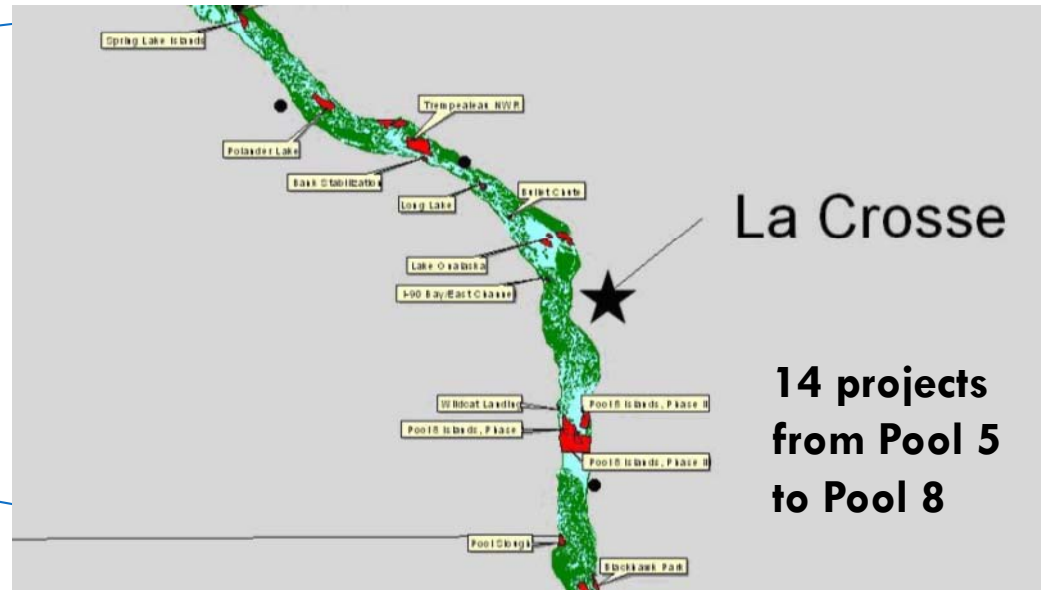 Spring Lake Islands
Trempealeau NWR
Polander Lake
Bank Stabilization
Long Lake
Bullet Chute
La Crosse
Lake Onalaska
I-90 Bay/East Channel
14 projects
from Pool 5
to Pool 8
Wildcat Landing
Pool 8 Islands, Phase II
Pool 8 Islands, Phase
Pool 8 Islands, Phase II
Pool Slough
Blackhawk Park